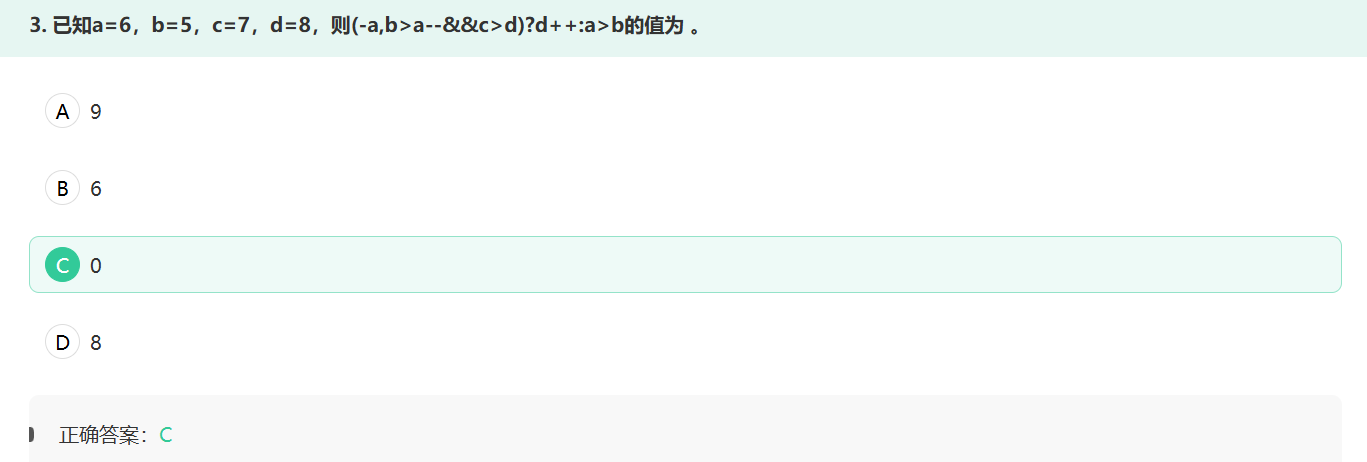 3. 已知a=6，b=5，c=7，d=8，则(-a,b>a--&&c>d)?d++:a>b的值为 。
A 9
B 6
C 0
D 8
正确答案：C